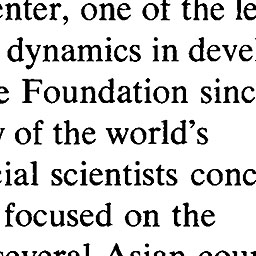 enter, one of the le
dynamics in devel
e Foundation sinc
of the world's
cial scientists conc
focused on the
several Asian coun